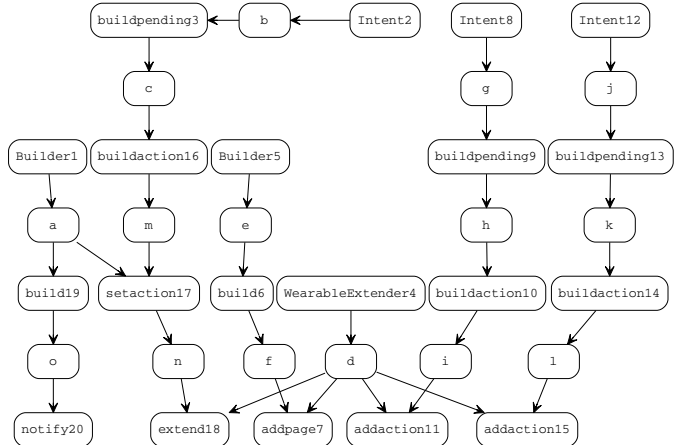 buildpending3 b Intent2 Intent8 Intent12
c g j
Builder1 buildaction16 Builder5 buildpending9 buildpending13
a m e h k
build19 setaction17 build6 WearableExtender4 buildaction10 buildaction14
o n f d i l
notify20 extend18 addpage7 addaction11 addaction15